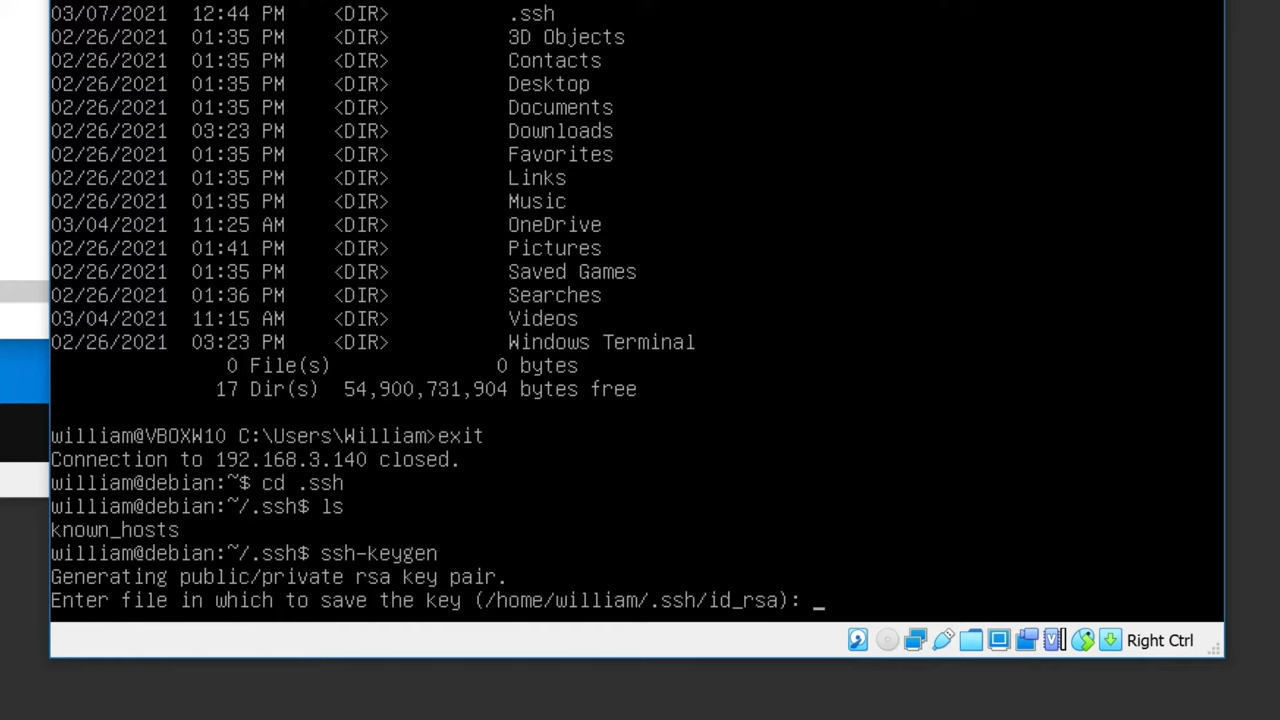 03/07/2021  12:44 PM    <DIR>          .ssh
02/26/2021  01:35 PM    <DIR>          3D Objects
02/26/2021  01:35 PM    <DIR>          Contacts
02/26/2021  01:35 PM    <DIR>          Desktop
02/26/2021  01:35 PM    <DIR>          Documents
02/26/2021  03:23 PM    <DIR>          Downloads
02/26/2021  01:35 PM    <DIR>          Favorites
02/26/2021  01:35 PM    <DIR>          Links
02/26/2021  01:35 PM    <DIR>          Music
03/04/2021  11:25 AM    <DIR>          OneDrive
02/26/2021  01:41 PM    <DIR>          Pictures
02/26/2021  01:35 PM    <DIR>          Saved Games
02/26/2021  01:36 PM    <DIR>          Searches
03/04/2021  11:15 AM    <DIR>          Videos
02/26/2021  03:23 PM    <DIR>          Windows Terminal
               0 File(s)              0 bytes
              17 Dir(s)  54,900,731,904 bytes free
william@VBOXW10 C:\Users\William>exit
Connection to 192.168.3.140 closed.
william@debian:~$ cd .ssh
william@debian:~/.ssh$ ls
known_hosts
william@debian:~/.ssh$ ssh-keygen
Generating public/private rsa key pair.
Enter file in which to save the key (/home/william/.ssh/id_rsa): _
Right Ctrl